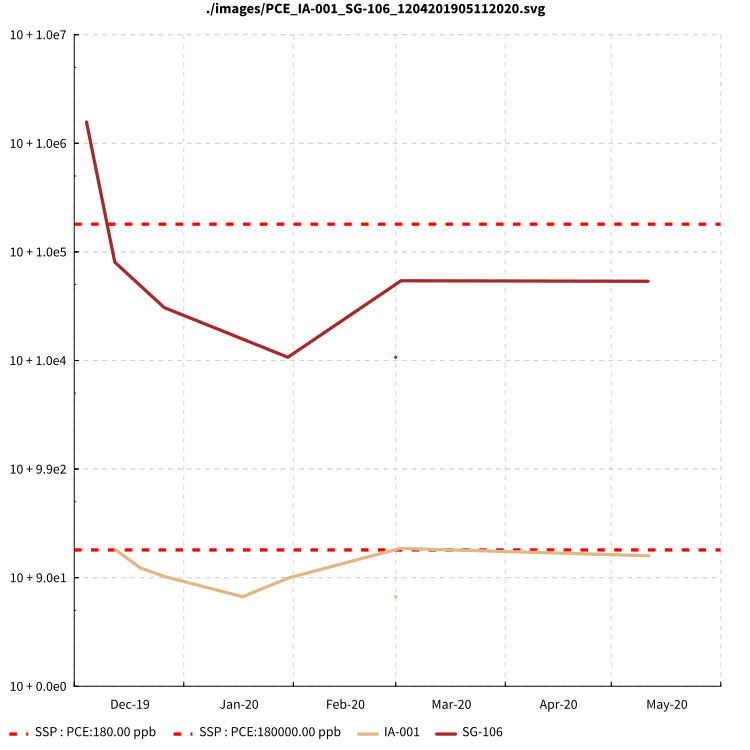 ./images/PCE_IA-001_SG-106_1204201905112020.svg
10 + 1.0e7
10 + 1.0e6
10 + 1.0e5
10 + 1.0e4
10 + 9.9e2
10 + 9.0e1
10 + 0.0e0
Dec-19 Jan-20 Feb-20 Mar-20 Apr-20 May-20
SSP : PCE:180.00 ppb SSP : PCE:180000.00 ppb IA-001 SG-106